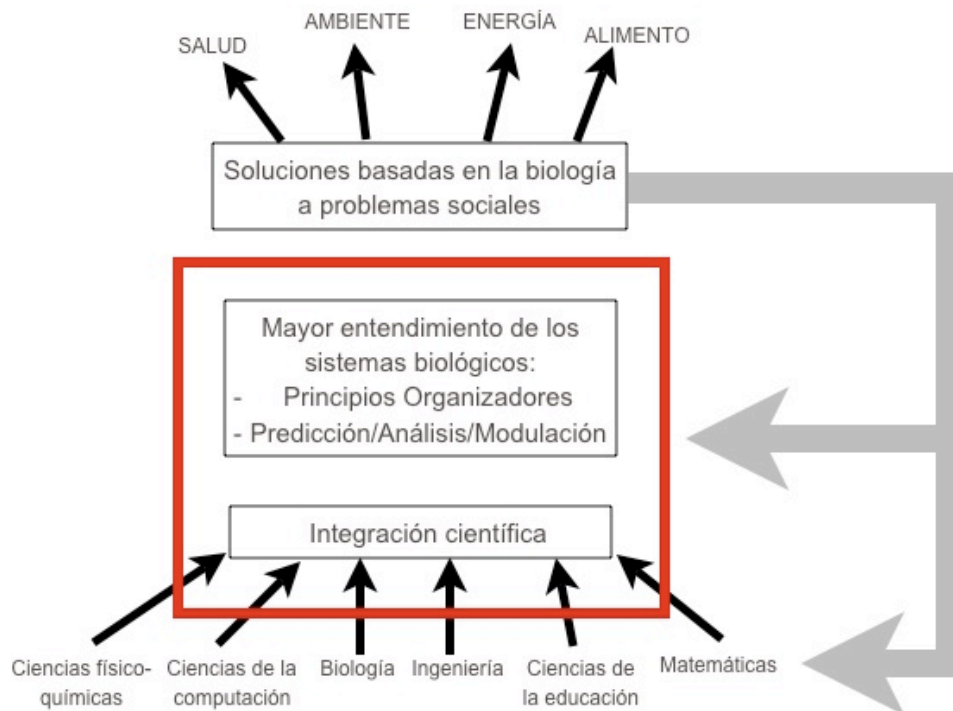 SALUD
AMBIENTE
ENERGÍA
ALIMENTO
Soluciones basadas en la biología
a problemas sociales
Mayor entendimiento de los
sistemas biológicos:
- Principios Organizadores
- Predicción/Análisis/Modulación
Integración científica
Ciencias físico-
químicas
Ciencias de la
computación
Biología
Ingeniería
Ciencias de
la educación
Matemáticas